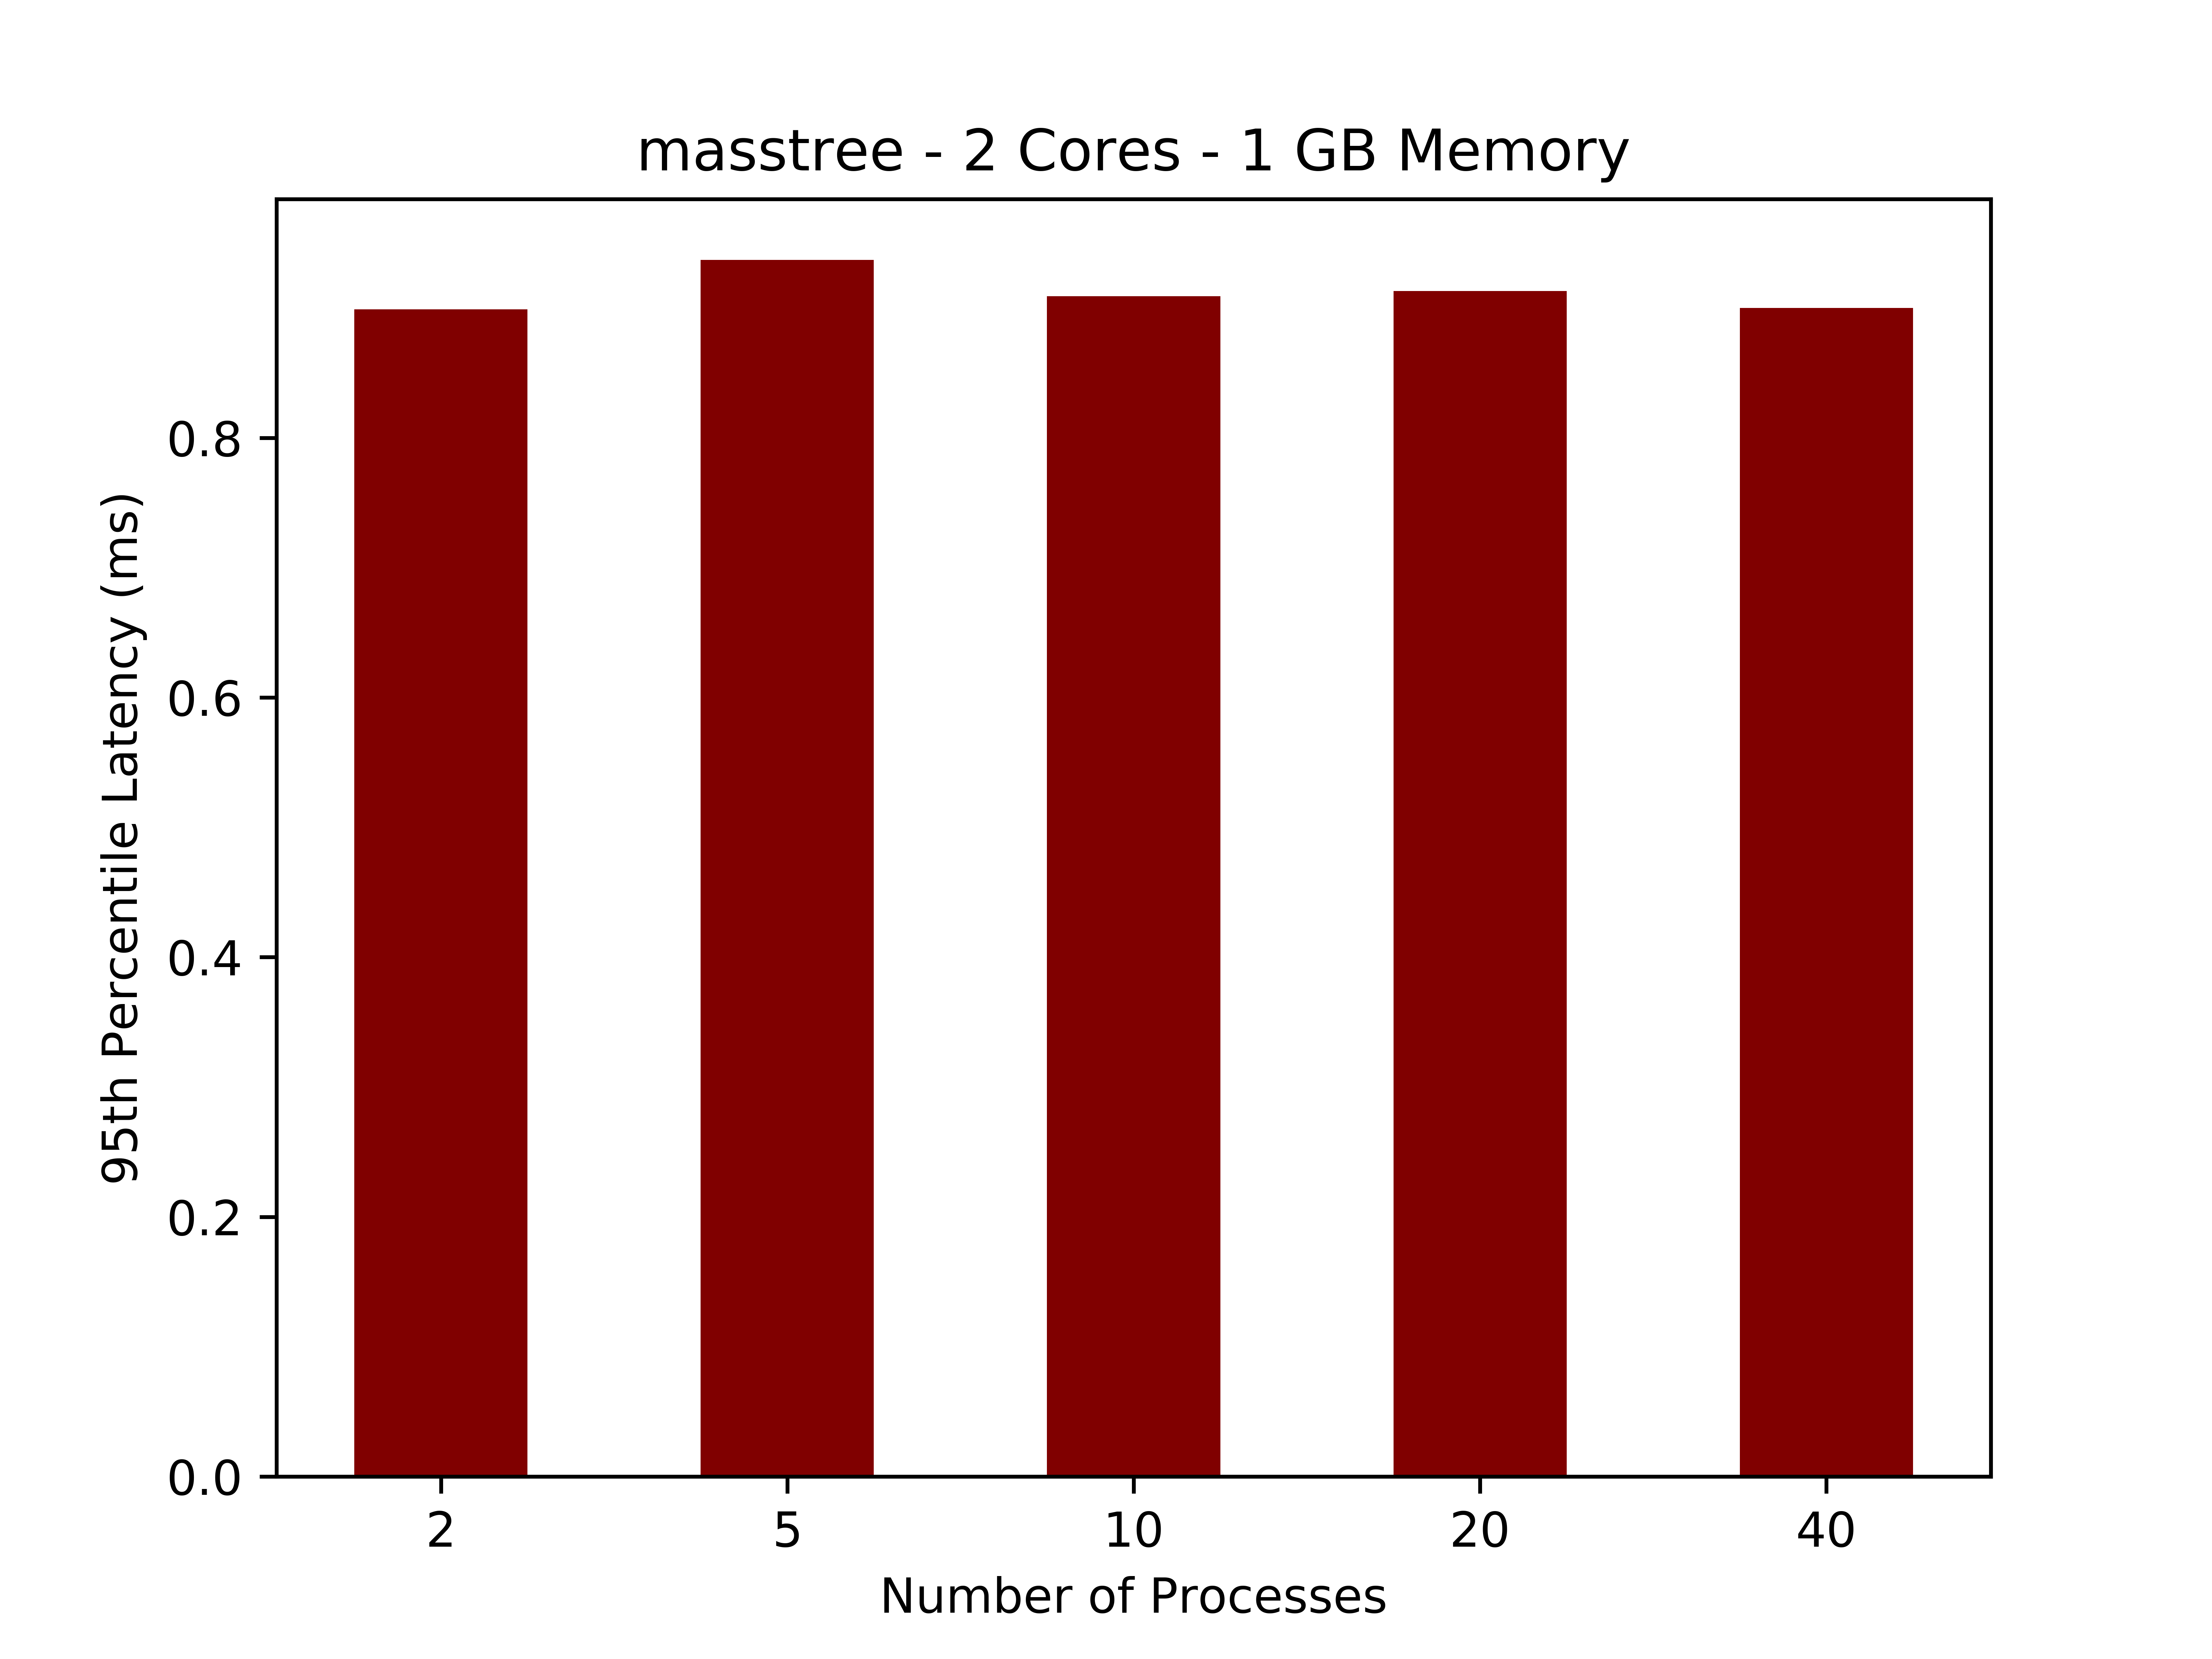 masstree - 2 Cores - 1 GB Memory
95th Percentile Latency (ms)
0.8
0.6
0.4
0.2
0.0
2 5 10 20 40
Number of Processes